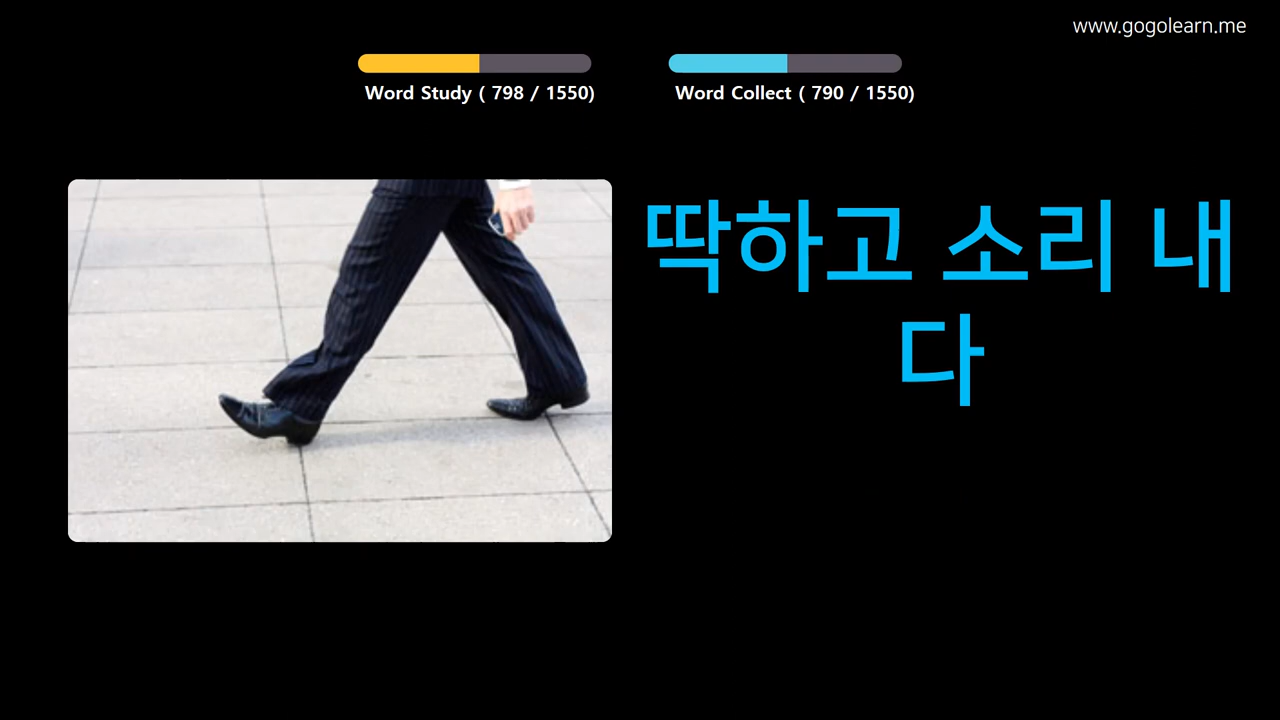 www.gogolearn.me
Word Study ( 798 / 1550)
Word Collect ( 790 / 1550)
딱하고 소리 내
다